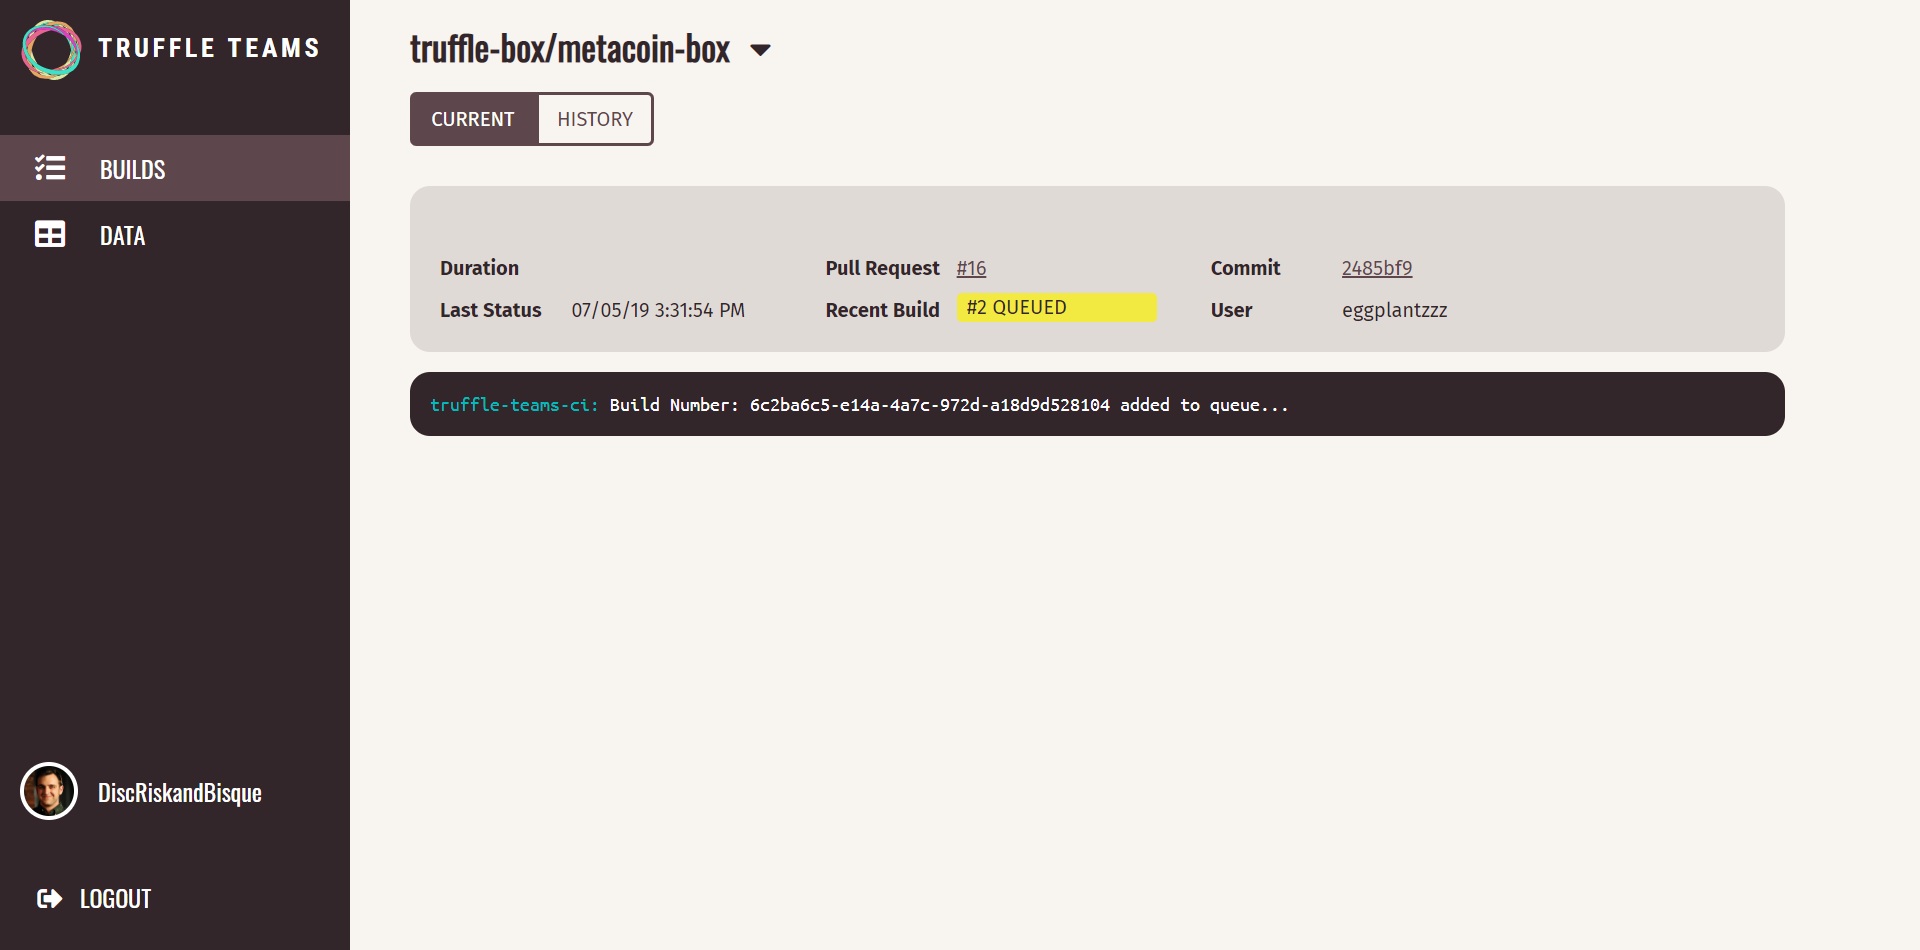 TRUFFLE TEAMS
BUILDS
DATA
DiscRiskandBisque
LOGOUT
truffle-box/metacoin-box
CURRENT HISTORY
Duration Pull Request #16 Commit 2485bf9
Last Status 07/05/19 3:31:54 PM Recent Build #2 QUEUED User eggplantzzz
truffle-teams-ci: Build Number: 6c2ba6c5-e14a-4a7c-972d-a18d9d528104 added to queue...